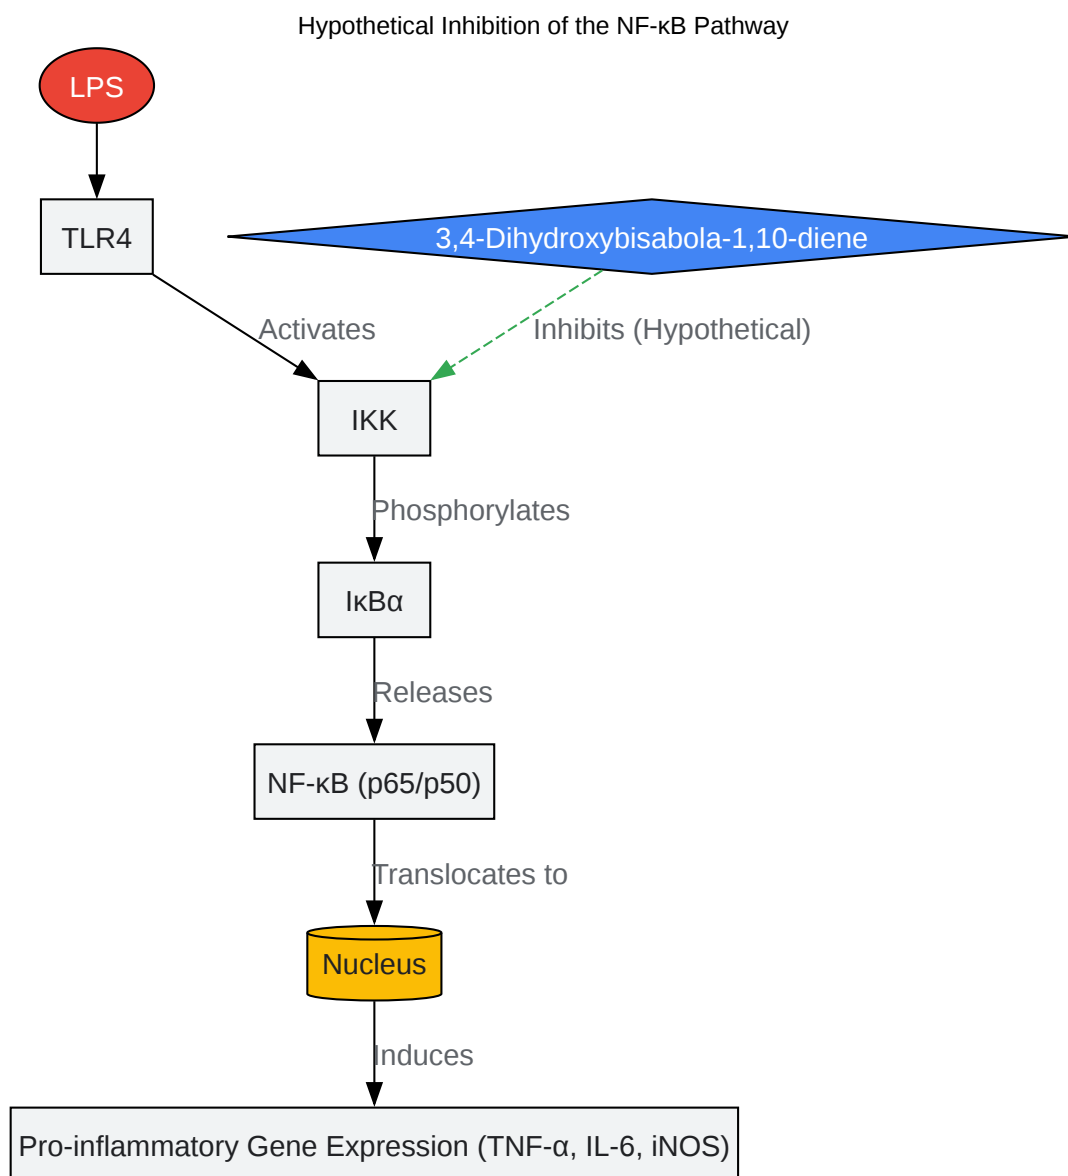 Hypothetical Inhibition of the NF-κB Pathway
LPS
TLR4
3,4-Dihydroxybisabola-1,10-diene
Activates
Inhibits (Hypothetical)
IKK
Phosphorylates
IκBα
Releases
NF-κB (p65/p50)
Translocates to
Nucleus
Induces
Pro-inflammatory Gene Expression (TNF-α, IL-6, iNOS)